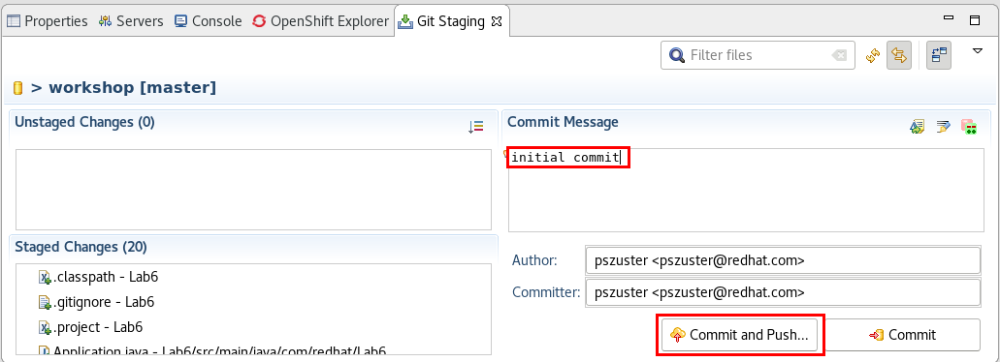 Properties Servers Console OpenShift Explorer Git Staging
Filter files
> workshop [master]
Unstaged Changes (0)
Commit Message
initial commit
Staged Changes (20)
.classpath - Lab6
.gitignore - Lab6
.project - Lab6
Application.java - Lab6/src/main/java/com/redhat/Lab6
Author: pszuster <pszuster@redhat.com>
Committer: pszuster <pszuster@redhat.com>
Commit and Push... Commit